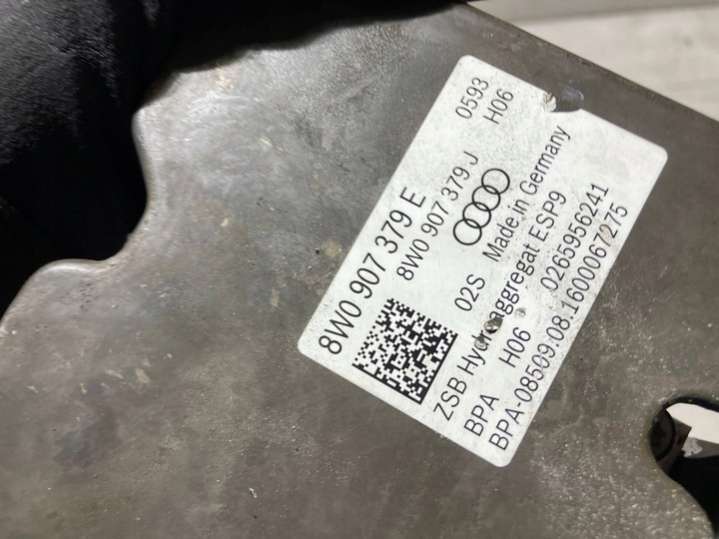 8W0 907 379 E 0593
8W0 907 379 J H06
02S Made in Germany
ZSB Hydroaggregat ESP9
BPA H06 0265956241
BPA-08509.08.1600067275